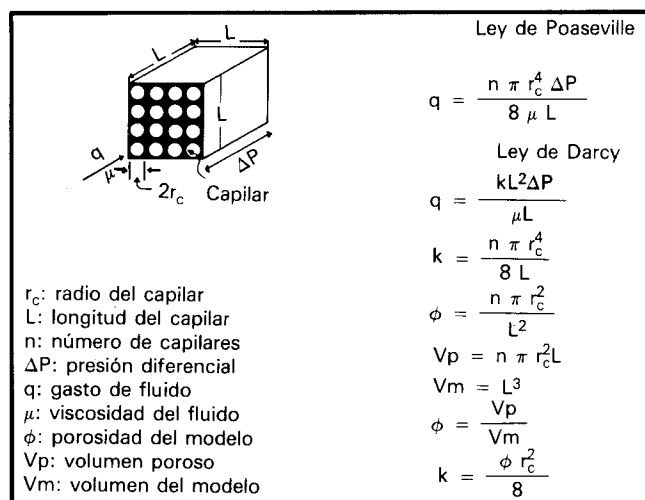 L
L
L
q
μ
2r_c
Capilar
ΔP
r_c: radio del capilar
L: longitud del capilar
n: número de capilares
ΔP: presión diferencial
q: gasto de fluido
μ: viscosidad del fluido
φ: porosidad del modelo
Vp: volumen poroso
Vm: volumen del modelo
Ley de Poaseville
q = n π r_c^4 ΔP / 8 μ L
Ley de Darcy
q = kL²ΔP / μL
k = n π r_c^4 / 8 L
φ = n π r_c^2 / L²
Vp = n π r_c^2 L
Vm = L³
φ = Vp / Vm
k = φ r_c^2 / 8